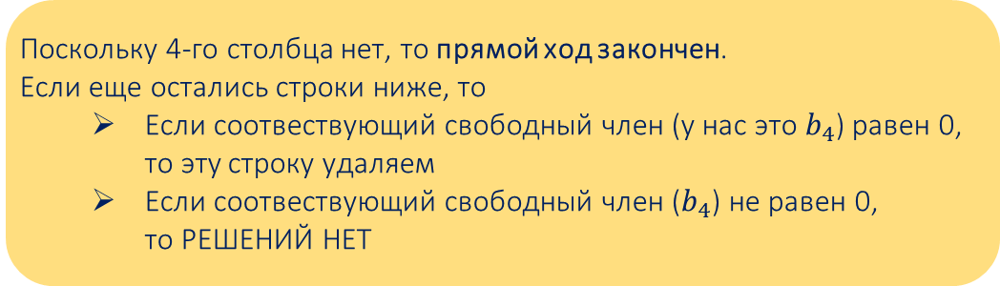 Поскольку 4-го столбца нет, то прямой ход закончен.
Если еще остались строки ниже, то
➢ Если соотвествующий свободный член (у нас это b₄) равен 0,
то эту строку удаляем
➢ Если соотвествующий свободный член (b₄) не равен 0,
то РЕШЕНИЙ НЕТ